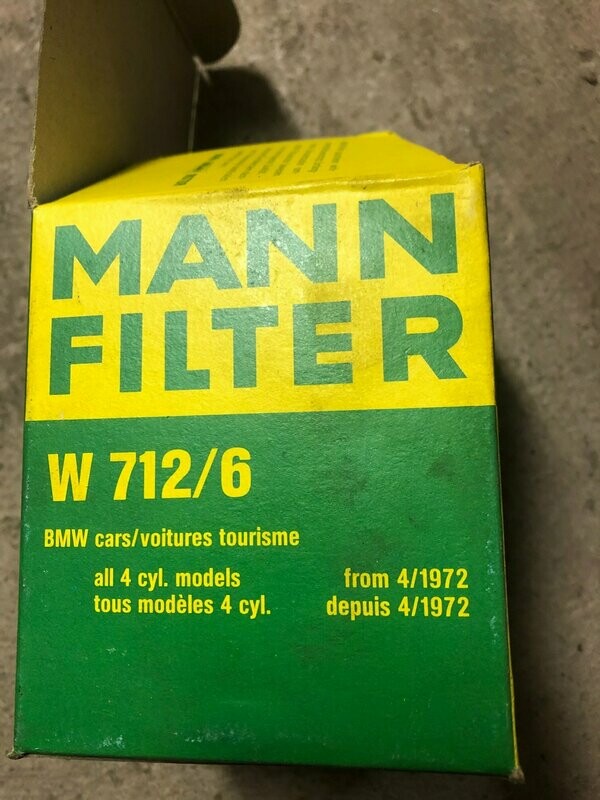 MANN
FILTER
W 712/6
BMW cars/voitures tourisme
all 4 cyl. models from 4/1972
tous modèles 4 cyl. depuis 4/1972